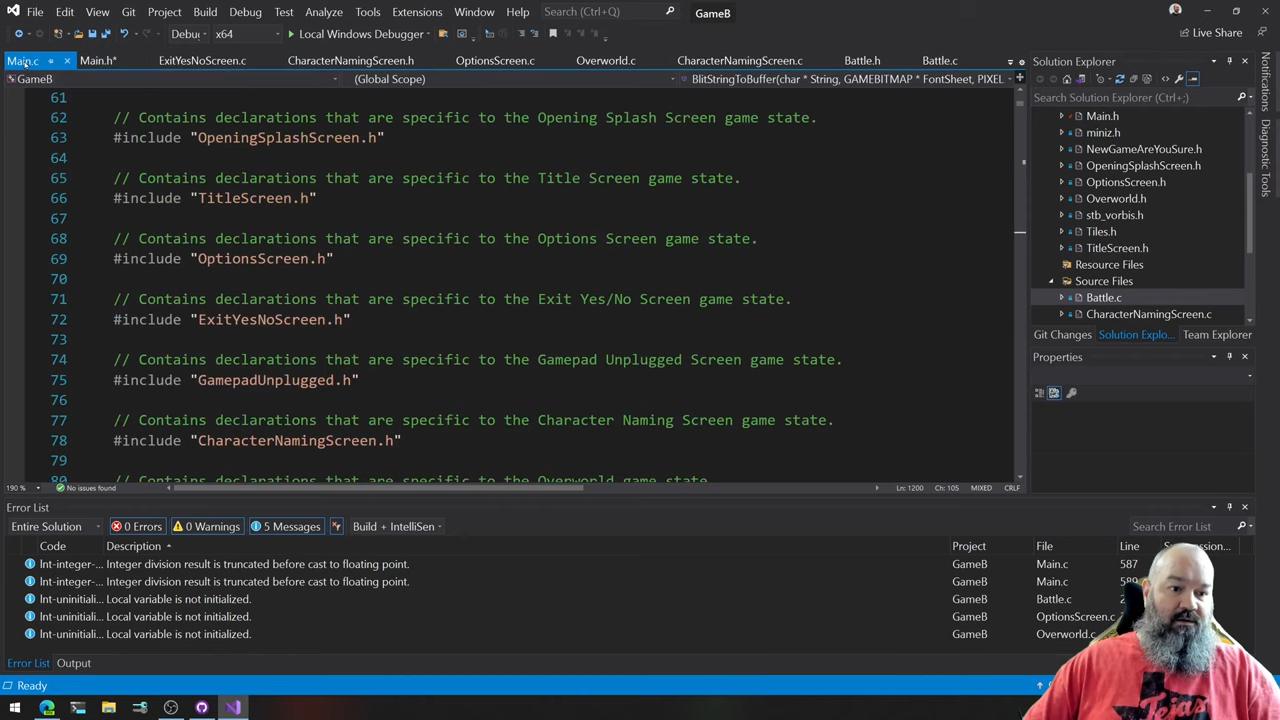 File Edit View Git Project Build Debug Test Analyze Tools Extensions Window Help Search (Ctrl+Q) GameB
Debu x64 Local Windows Debugger Live Share
Main.c Main.h* ExitYesNoScreen.c CharacterNamingScreen.h OptionsScreen.c Overworld.c CharacterNamingScreen.c Battle.h Battle.c
GameB (Global Scope) BlitStringToBuffer(char * String, GAMEBITMAP * FontSheet, PIXEL
61
62 // Contains declarations that are specific to the Opening Splash Screen game state.
63 #include "OpeningSplashScreen.h"
64
65 // Contains declarations that are specific to the Title Screen game state.
66 #include "TitleScreen.h"
67
68 // Contains declarations that are specific to the Options Screen game state.
69 #include "OptionsScreen.h"
70
71 // Contains declarations that are specific to the Exit Yes/No Screen game state.
72 #include "ExitYesNoScreen.h"
73
74 // Contains declarations that are specific to the Gamepad Unplugged Screen game state.
75 #include "GamepadUnplugged.h"
76
77 // Contains declarations that are specific to the Character Naming Screen game state.
78 #include "CharacterNamingScreen.h"
79
80 // Contains declarations that are specific to the Overworld game state.
190 % No issues found Ln: 1200 Ch: 105 MIXED CRLF
Solution Explorer
Search Solution Explorer (Ctrl+;)
Main.h
miniz.h
NewGameAreYouSure.h
OpeningSplashScreen.h
OptionsScreen.h
Overworld.h
stb_vorbis.h
Tiles.h
TitleScreen.h
Resource Files
Source Files
Battle.c
CharacterNamingScreen.c
Git Changes Solution Explo... Team Explorer
Properties
Notifications
Diagnostic Tools
Error List
Entire Solution 0 Errors 0 Warnings 5 Messages Build + IntelliSen Search Error List
Code Description Project File Line
Int-integer-... Integer division result is truncated before cast to floating point. GameB Main.c 587
Int-integer-... Integer division result is truncated before cast to floating point. GameB Main.c
Int-uninitiali... Local variable is not initialized. GameB Battle.c
Int-uninitiali... Local variable is not initialized. GameB OptionsScreen.c
Int-uninitiali... Local variable is not initialized. GameB Overworld.c
Error List Output
Ready
Texas